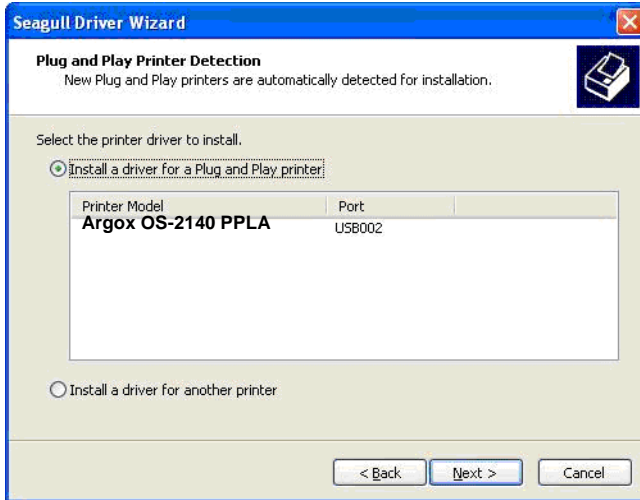 Seagull Driver Wizard
Plug and Play Printer Detection
New Plug and Play printers are automatically detected for installation.
Select the printer driver to install.
Install a driver for a Plug and Play printer
Printer Model Port
Argox OS-2140 PPLA USB002
Install a driver for another printer
< Back Next > Cancel